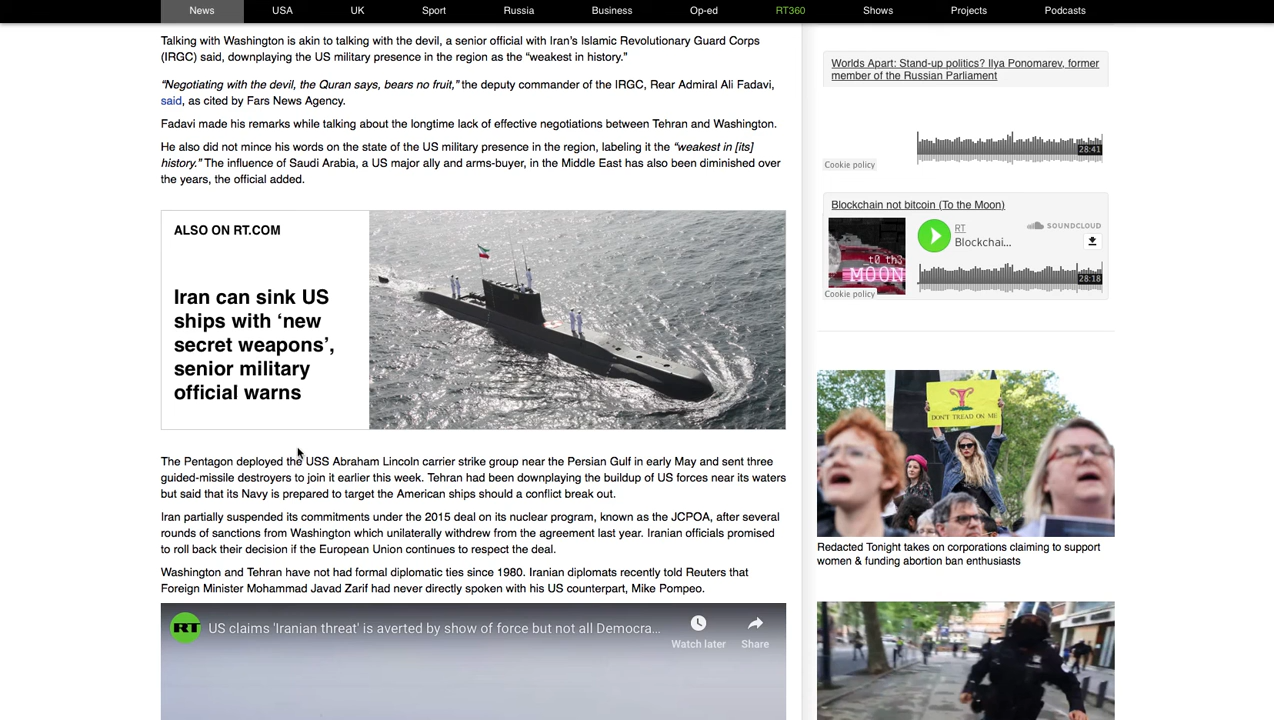 News USA UK Sport Russia Business Op-ed RT360 Shows Projects Podcasts
Talking with Washington is akin to talking with the devil, a senior official with Iran’s Islamic Revolutionary Guard Corps
(IRGC) said, downplaying the US military presence in the region as the “weakest in history.”
“Negotiating with the devil, the Quran says, bears no fruit,” the deputy commander of the IRGC, Rear Admiral Ali Fadavi,
said, as cited by Fars News Agency.
Fadavi made his remarks while talking about the longtime lack of effective negotiations between Tehran and Washington.
He also did not mince his words on the state of the US military presence in the region, labeling it the “weakest in [its]
history.” The influence of Saudi Arabia, a US major ally and arms-buyer, in the Middle East has also been diminished over
the years, the official added.
ALSO ON RT.COM
Iran can sink US
ships with ‘new
secret weapons’,
senior military
official warns
The Pentagon deployed the USS Abraham Lincoln carrier strike group near the Persian Gulf in early May and sent three
guided-missile destroyers to join it earlier this week. Tehran had been downplaying the buildup of US forces near its waters
but said that its Navy is prepared to target the American ships should a conflict break out.
Iran partially suspended its commitments under the 2015 deal on its nuclear program, known as the JCPOA, after several
rounds of sanctions from Washington which unilaterally withdrew from the agreement last year. Iranian officials promised
to roll back their decision if the European Union continues to respect the deal.
Washington and Tehran have not had formal diplomatic ties since 1980. Iranian diplomats recently told Reuters that
Foreign Minister Mohammad Javad Zarif had never directly spoken with his US counterpart, Mike Pompeo.
RT
US claims 'Iranian threat' is averted by show of force but not all Democra...
Watch later
Share
Worlds Apart: Stand-up politics? Ilya Ponomarev, former
member of the Russian Parliament
28:41
Cookie policy
Blockchain not bitcoin (To the Moon)
RT
SOUNDCLOUD
Blockchai...
t0 th3
MOON
28:18
Cookie policy
DON'T TREAD ON ME
Redacted Tonight takes on corporations claiming to support
women & funding abortion ban enthusiasts